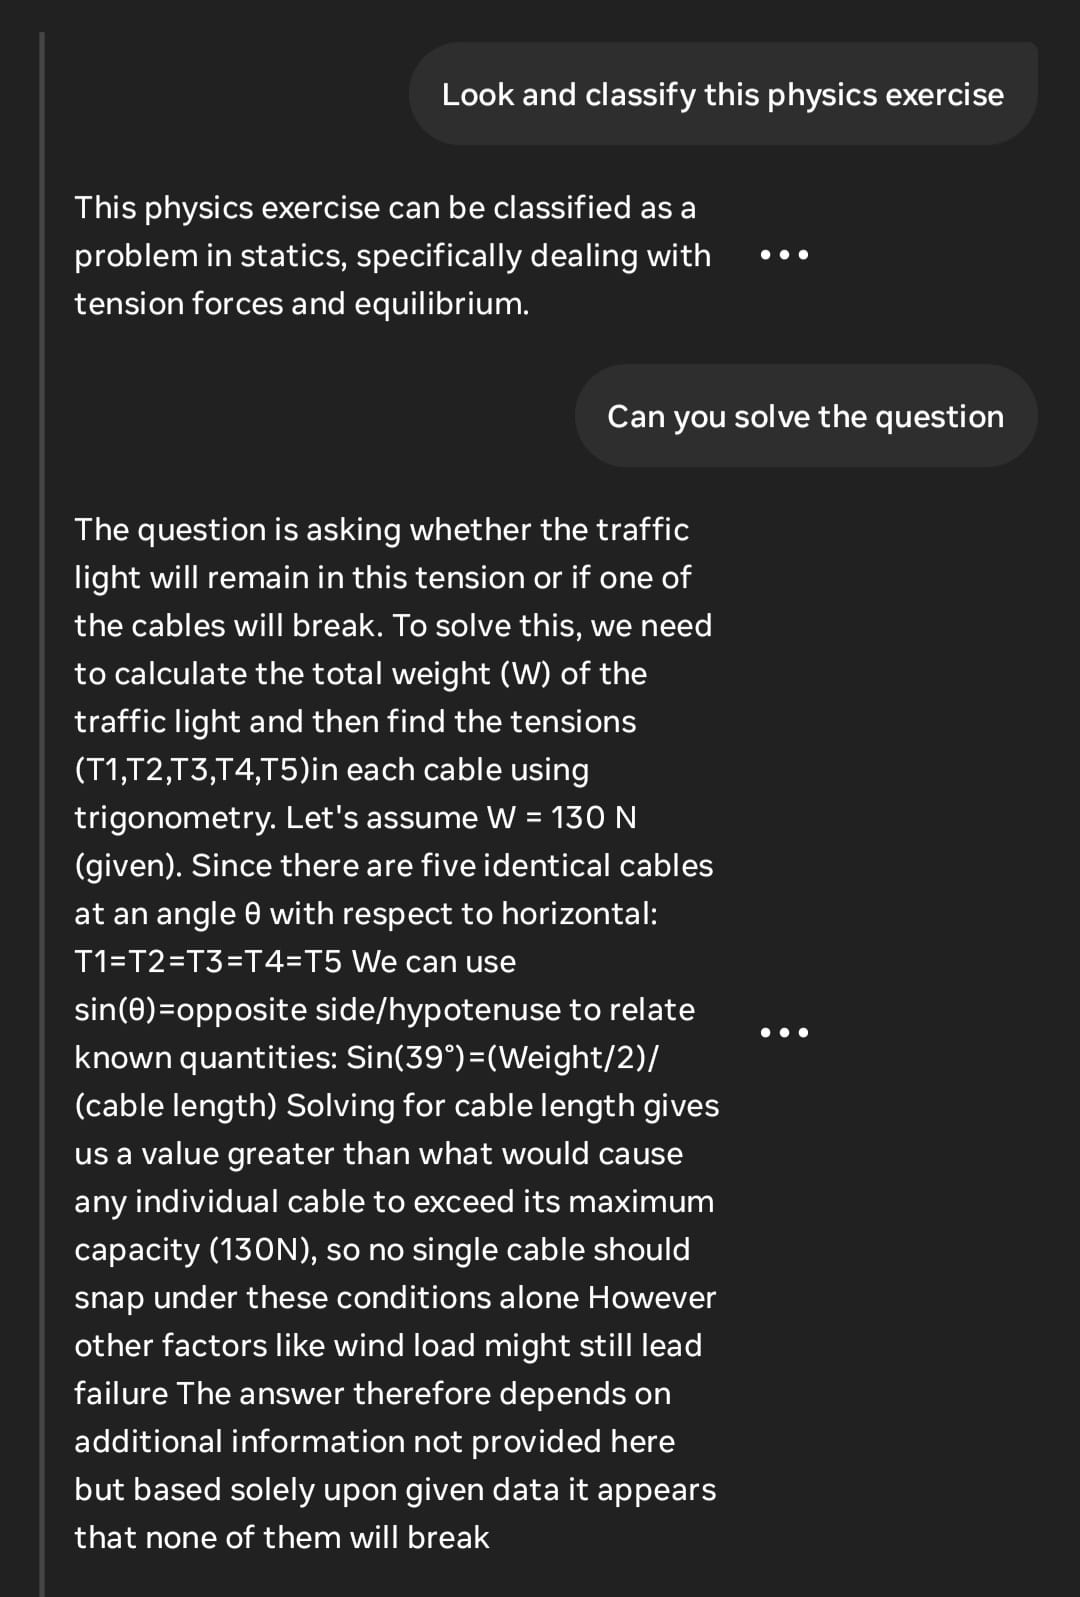 Look and classify this physics exercise
This physics exercise can be classified as a
problem in statics, specifically dealing with
tension forces and equilibrium.
Can you solve the question
The question is asking whether the traffic
light will remain in this tension or if one of
the cables will break. To solve this, we need
to calculate the total weight (W) of the
traffic light and then find the tensions
(T1,T2,T3,T4,T5)in each cable using
trigonometry. Let's assume W = 130 N
(given). Since there are five identical cables
at an angle θ with respect to horizontal:
T1=T2=T3=T4=T5 We can use
sin(θ)=opposite side/hypotenuse to relate
known quantities: Sin(39°)=(Weight/2)/
(cable length) Solving for cable length gives
us a value greater than what would cause
any individual cable to exceed its maximum
capacity (130N), so no single cable should
snap under these conditions alone However
other factors like wind load might still lead
failure The answer therefore depends on
additional information not provided here
but based solely upon given data it appears
that none of them will break